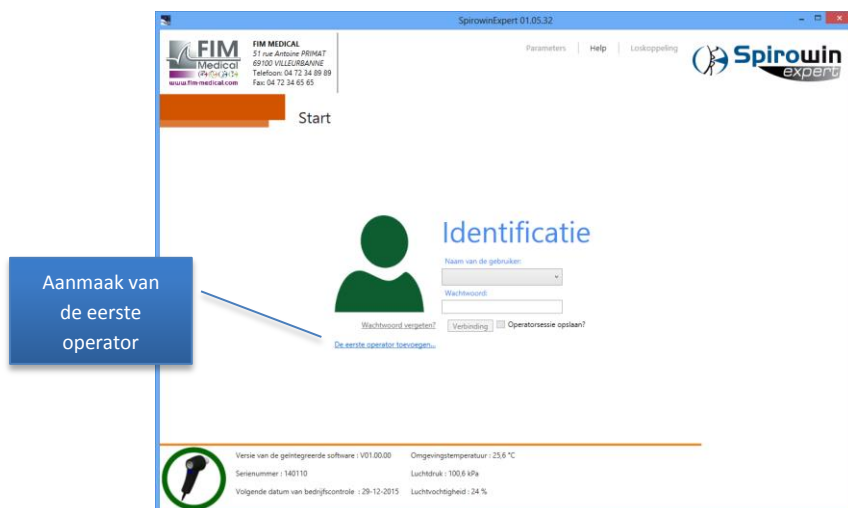 SpirowinExpert 01.05.32
FIM
Medical
www.fim-medical.com
FIM MEDICAL
51 rue Antoine PRIMAT
69100 VILLEURBANNE
Telefoon: 04 72 34 89 89
Fax: 04 72 34 65 65
Parameters
Help
Loskoppeling
Spirowin
expert
Start
Identificatie
Naam van de gebruiker:
Wachtwoord:
Wachtwoord vergeten?
Verbinding
Operatorsessie opslaan?
De eerste operator toevoegen...
Aanmaak van
de eerste
operator
Versie van de geïntegreerde software : V01.00.00
Omgevingstemperatuur : 25,6 °C
Serienummer : 140110
Luchtdruk : 100,6 kPa
Volgende datum van bedrijfscontrole : 29-12-2015
Luchtvochtigheid : 24 %